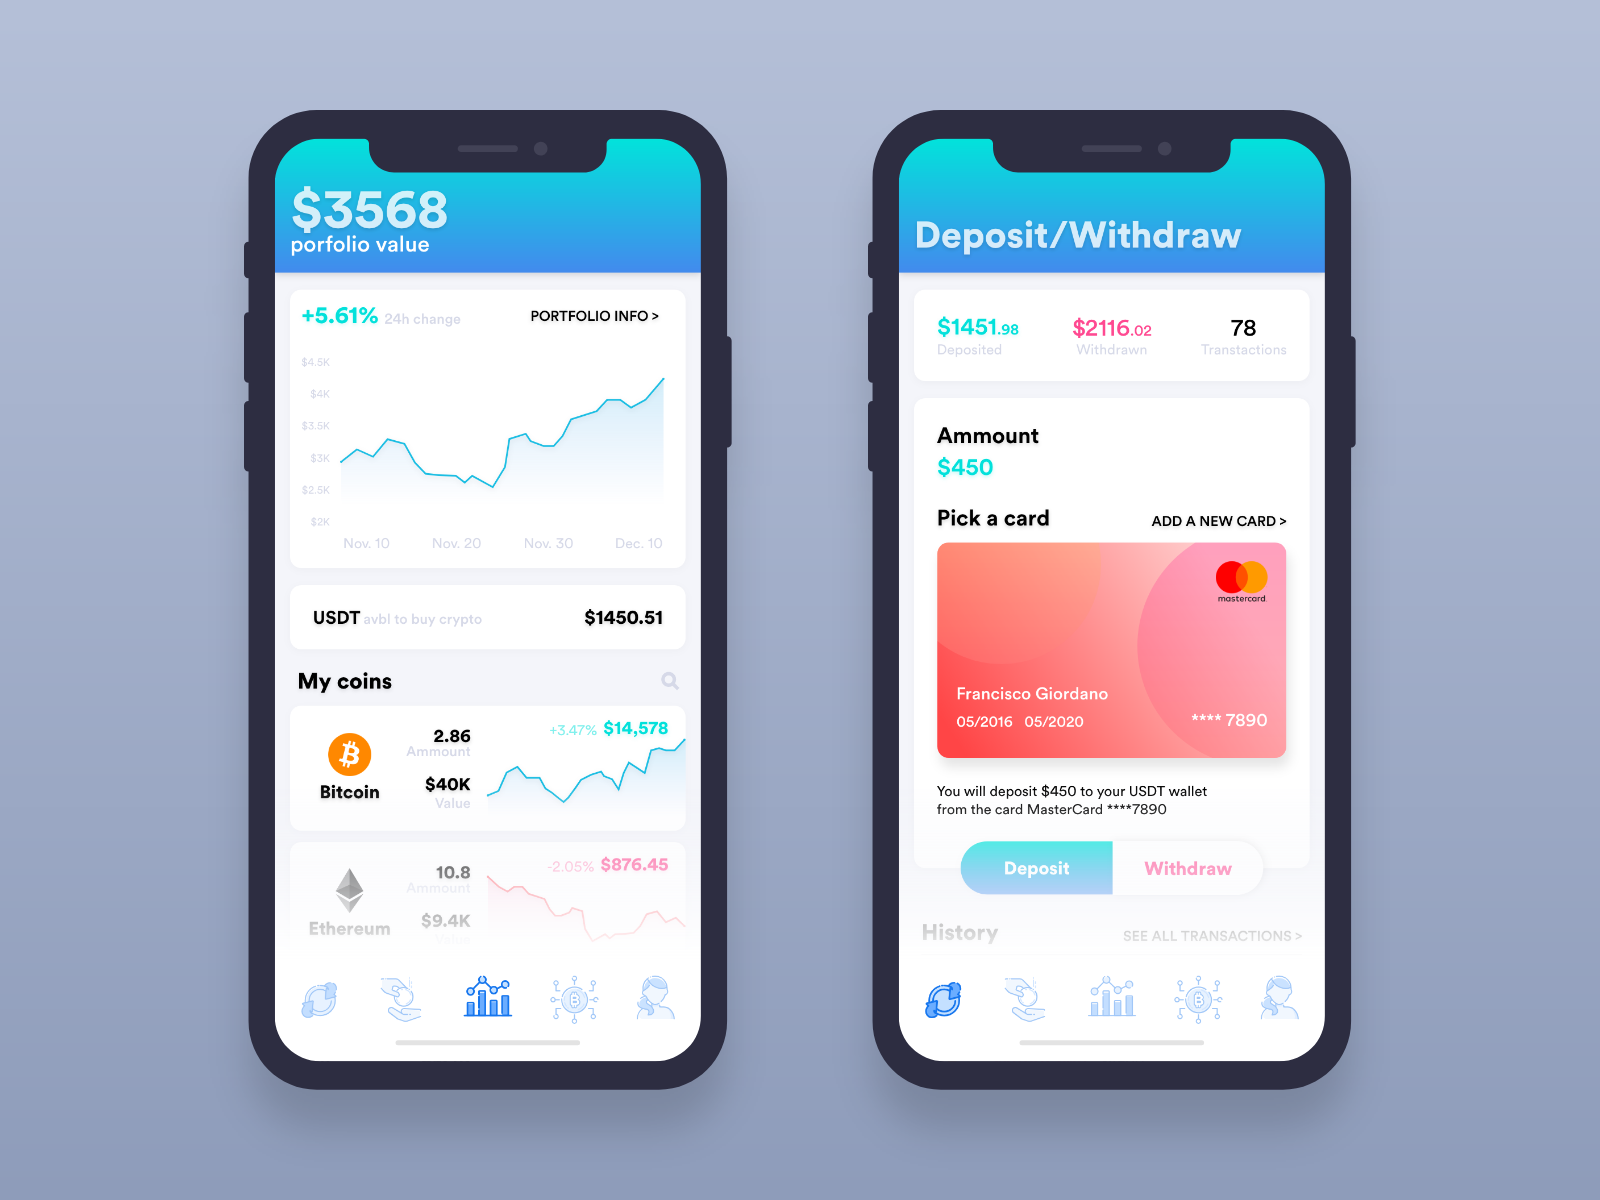 $3568
porfolio value
+5.61% 24h change
PORTFOLIO INFO >
$4.5K
$4K
$3.5K
$3K
$2.5K
$2K
Nov. 10 Nov. 20 Nov. 30 Dec. 10
USDT avbl to buy crypto $1450.51
My coins
Bitcoin
2.86
Ammount
$40K
Value
+3.47% $14,578
Ethereum
10.8
Ammount
$9.4K
Value
-2.05% $876.45
Deposit/Withdraw
$1451.98 $2116.02 78
Deposited Withdrawn Transtactions
Ammount
$450
Pick a card ADD A NEW CARD >
mastercard.
Francisco Giordano
05/2016 05/2020 **** 7890
You will deposit $450 to your USDT wallet
from the card MasterCard ****7890
Deposit Withdraw
History SEE ALL TRANSACTIONS >